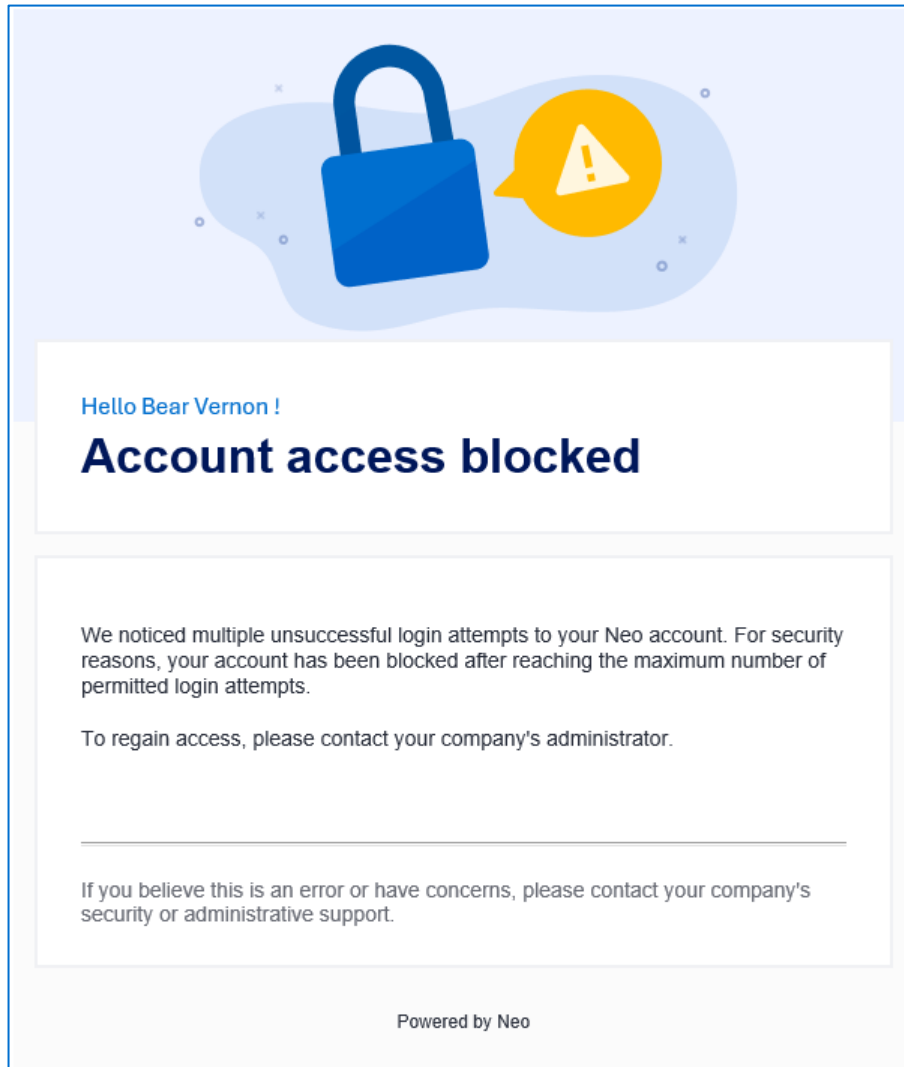 Hello Bear Vernon !
Account access blocked
We noticed multiple unsuccessful login attempts to your Neo account. For security
reasons, your account has been blocked after reaching the maximum number of
permitted login attempts.
To regain access, please contact your company's administrator.
If you believe this is an error or have concerns, please contact your company's
security or administrative support.
Powered by Neo